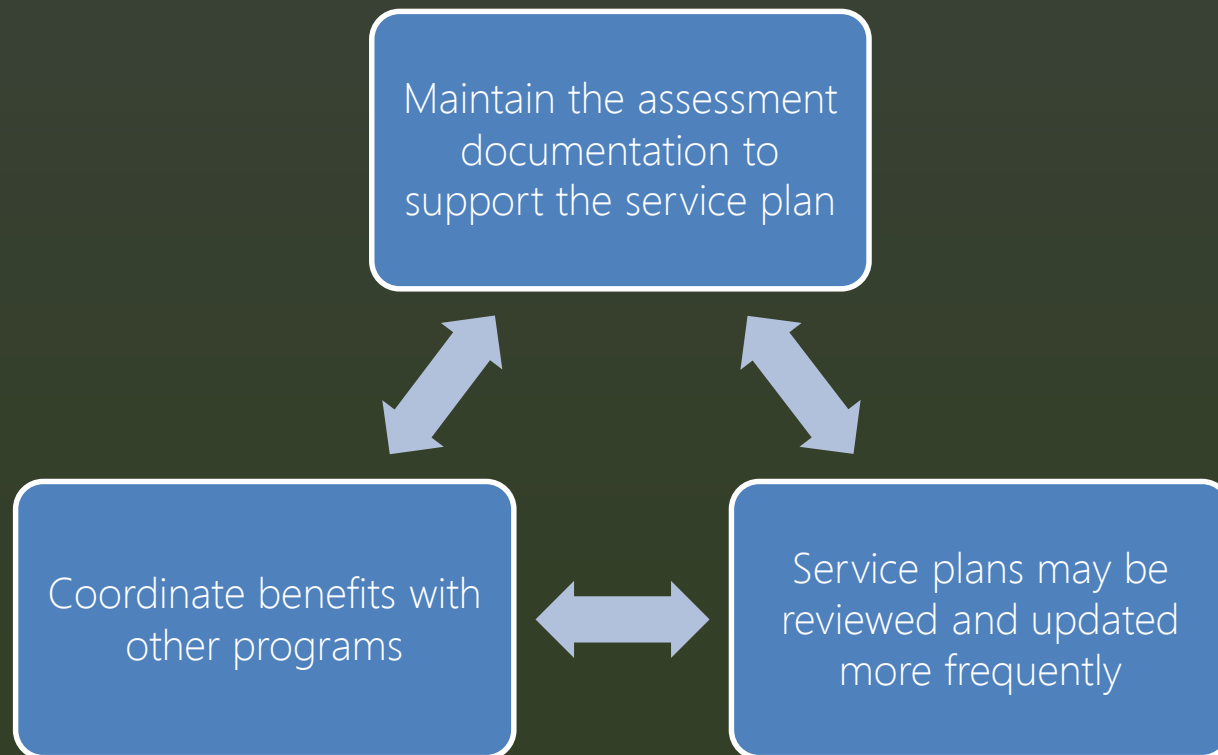 Maintain the assessment
documentation to
support the service plan
Coordinate benefits with
other programs
Service plans may be
reviewed and updated
more frequently